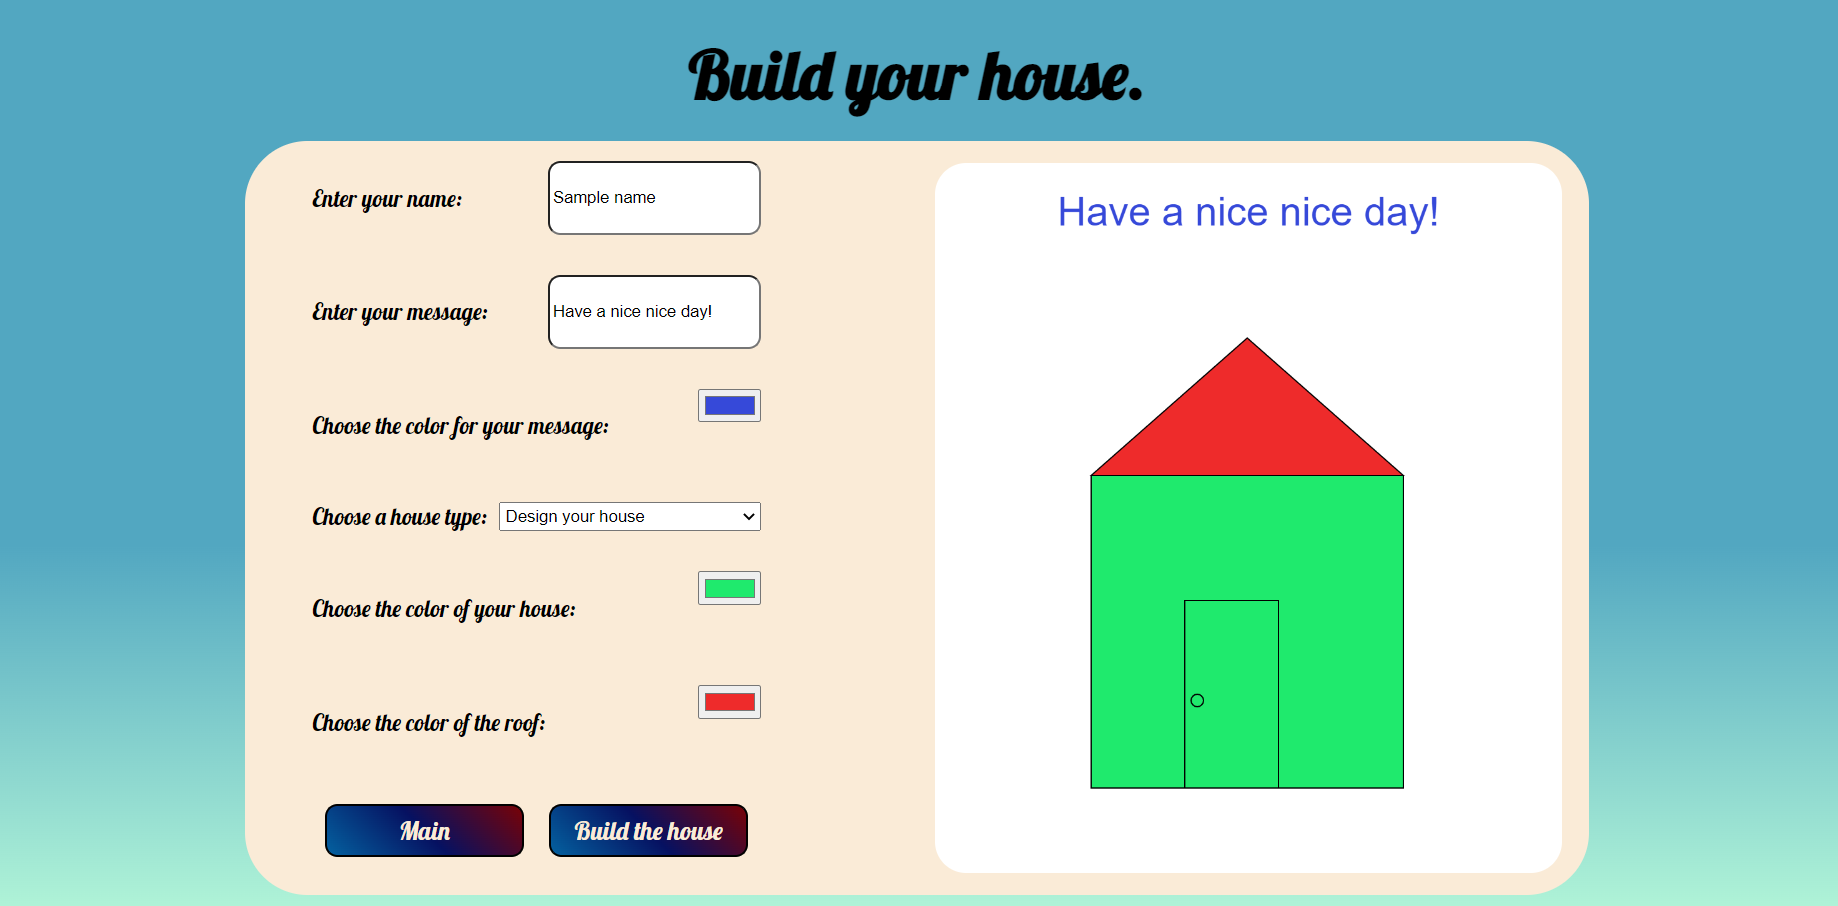 Build your house.
Enter your name:
Sample name
Enter your message:
Have a nice nice day!
Choose the color for your message:
Choose a house type:
Design your house
Choose the color of your house:
Choose the color of the roof:
Main
Build the house
Have a nice nice day!